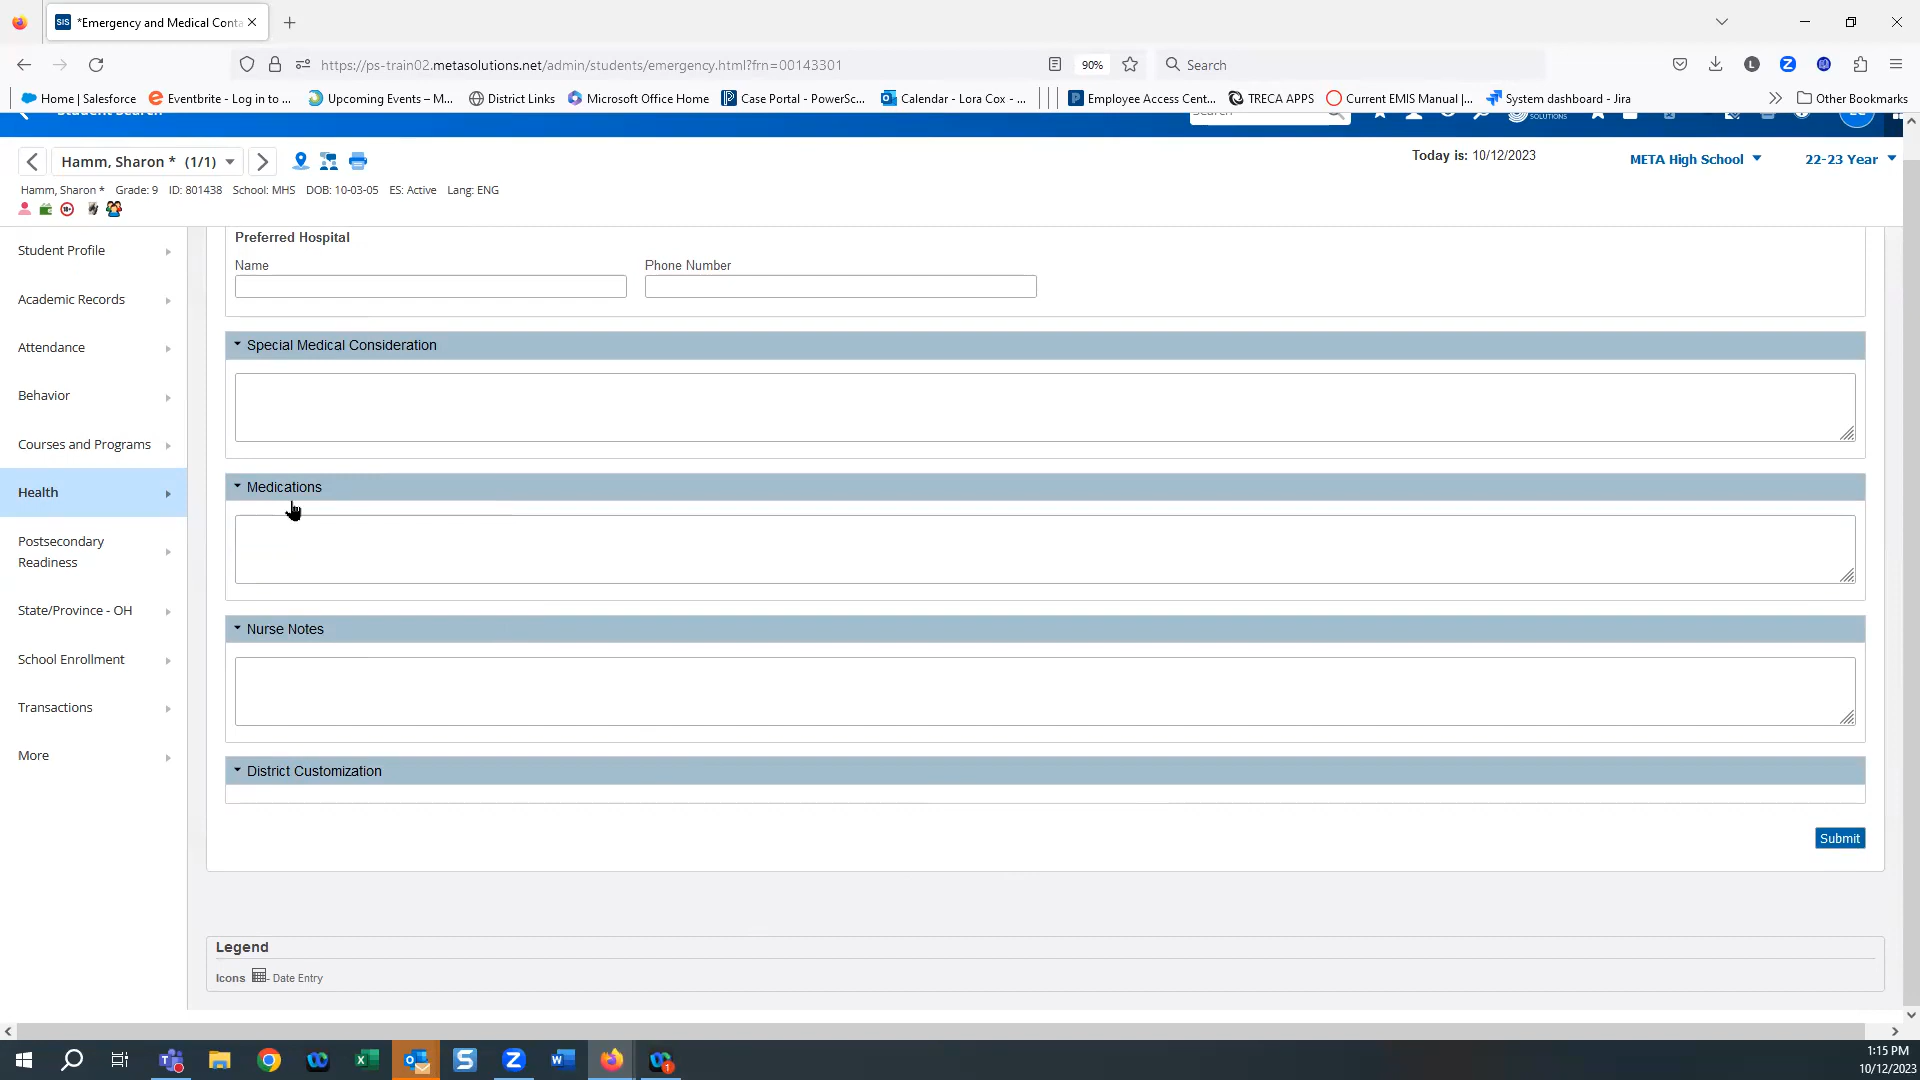 *Emergency and Medical Conta
https://ps-train02.metasolutions.net/admin/students/emergency.html?frn=00143301
90%
Search
Home | Salesforce
Eventbrite - Log in to ...
Upcoming Events – M...
District Links
Microsoft Office Home
Case Portal - PowerSc...
Calendar - Lora Cox - ...
Employee Access Cent...
TRECA APPS
Current EMIS Manual |...
System dashboard - Jira
Other Bookmarks
Student Search
Search
SOLUTIONS
Hamm, Sharon * (1/1)
Today is: 10/12/2023
META High School
22-23 Year
Hamm, Sharon * Grade: 9 ID: 801438 School: MHS DOB: 10-03-05 ES: Active Lang: ENG
Student Profile
Academic Records
Attendance
Behavior
Courses and Programs
Health
Postsecondary
Readiness
State/Province - OH
School Enrollment
Transactions
More
Preferred Hospital
Name
Phone Number
Special Medical Consideration
Medications
Nurse Notes
District Customization
Submit
Legend
Icons - Date Entry
1:15 PM
10/12/2023